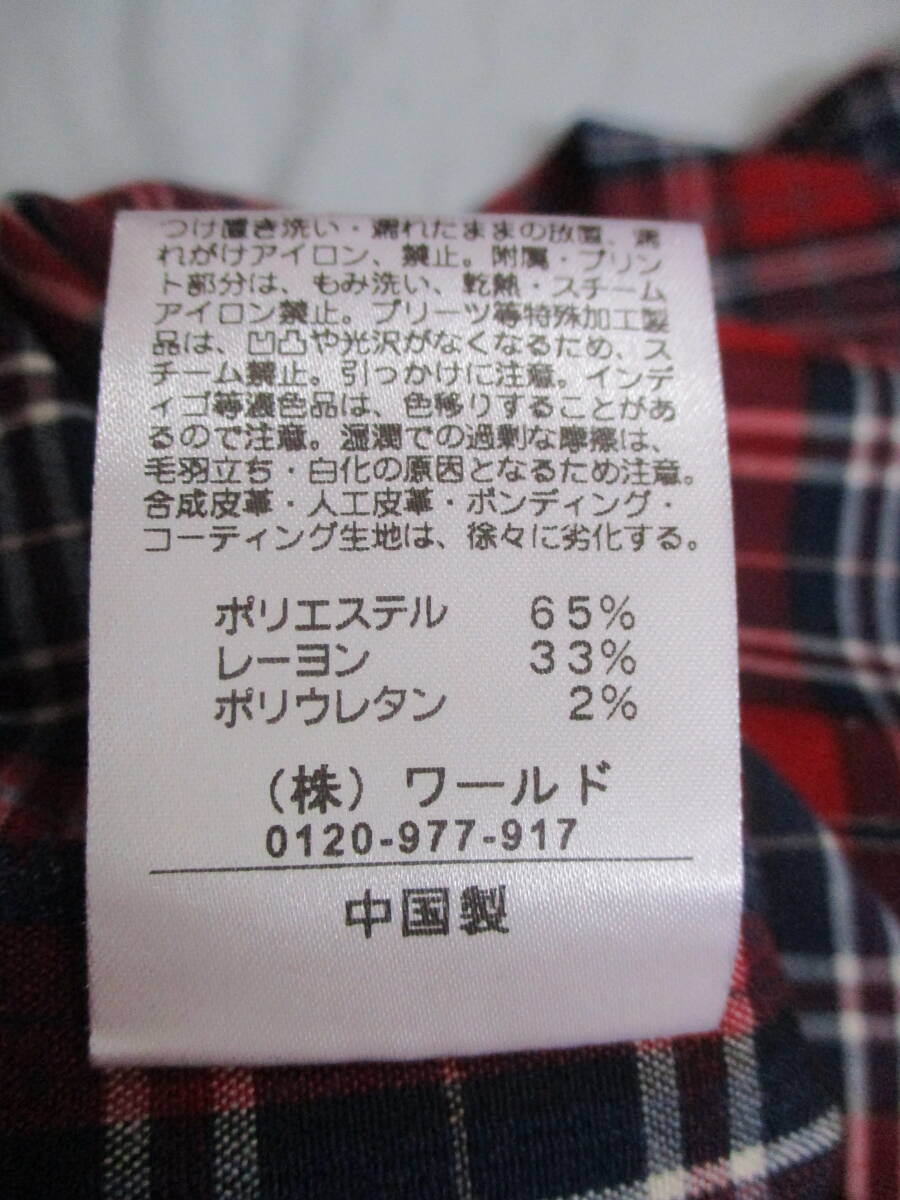 つけ置き洗い・濡れたままの放置、濡
れがけアイロン、禁止。附属・プリン
ト部分は、もみ洗い、乾熱・スチーム
アイロン禁止。プリーツ等特殊加工製
品は、凹凸や光沢がなくなるため、ス
チーム禁止。引っかけに注意。インデ
ィゴ等濃色品は、色移りすることがあ
るので注意。湿潤での過剰な摩擦は、
毛羽立ち・白化の原因となるため注意。
合成皮革・人工皮革・ボンディング・
コーティング生地は、徐々に劣化する。
ポリエステル 65%
レーヨン 33%
ポリウレタン 2%
(株)ワールド
0120-977-917
中国製